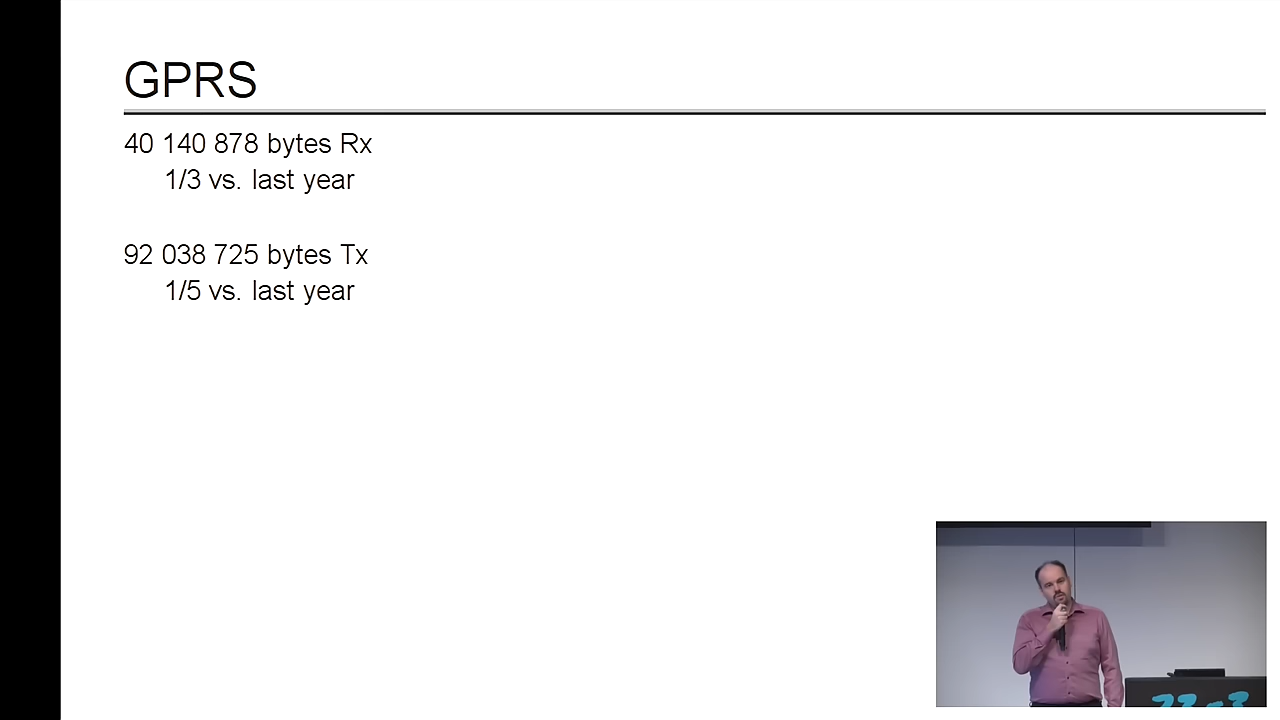 GPRS
40 140 878 bytes Rx
1/3 vs. last year
92 038 725 bytes Tx
1/5 vs. last year